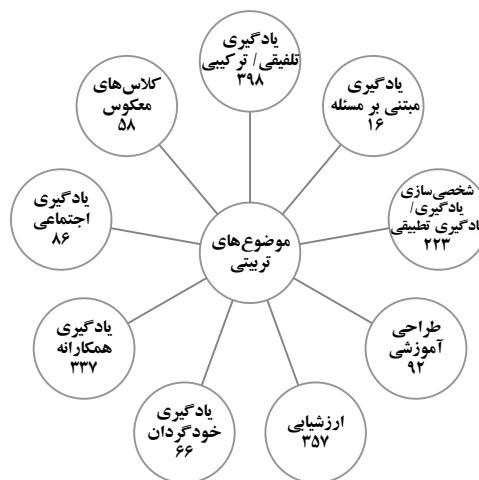 موضوع‌های
تربیتی
یادگیری
تلفیقی/ ترکیبی
۳۹۸
یادگیری
مبتنی بر مسئله
۱۶
شخصی‌سازی
یادگیری/
یادگیری تطبیقی
۲۲۳
طراحی
آموزشی
۹۲
ارزشیابی
۳۵۷
یادگیری
خودگردان
۶۶
یادگیری
همکارانه
۳۳۷
یادگیری
اجتماعی
۸۶
کلاس‌های
معکوس
۵۸